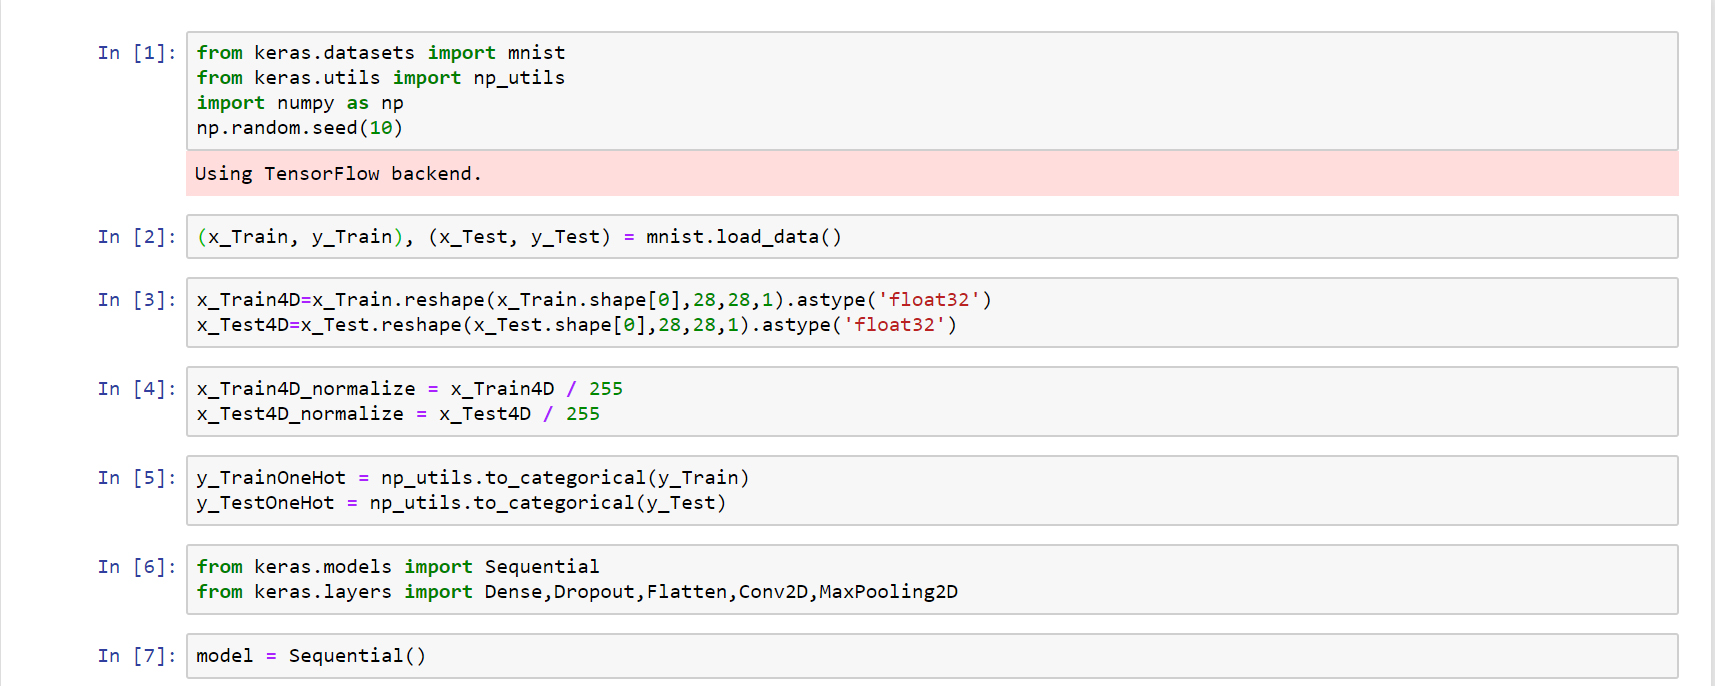 In [1]:
from keras.datasets import mnist
from keras.utils import np_utils
import numpy as np
np.random.seed(10)
Using TensorFlow backend.
In [2]:
(x_Train, y_Train), (x_Test, y_Test) = mnist.load_data()
In [3]:
x_Train4D=x_Train.reshape(x_Train.shape[0],28,28,1).astype('float32')
x_Test4D=x_Test.reshape(x_Test.shape[0],28,28,1).astype('float32')
In [4]:
x_Train4D_normalize = x_Train4D / 255
x_Test4D_normalize = x_Test4D / 255
In [5]:
y_TrainOneHot = np_utils.to_categorical(y_Train)
y_TestOneHot = np_utils.to_categorical(y_Test)
In [6]:
from keras.models import Sequential
from keras.layers import Dense,Dropout,Flatten,Conv2D,MaxPooling2D
In [7]:
model = Sequential()